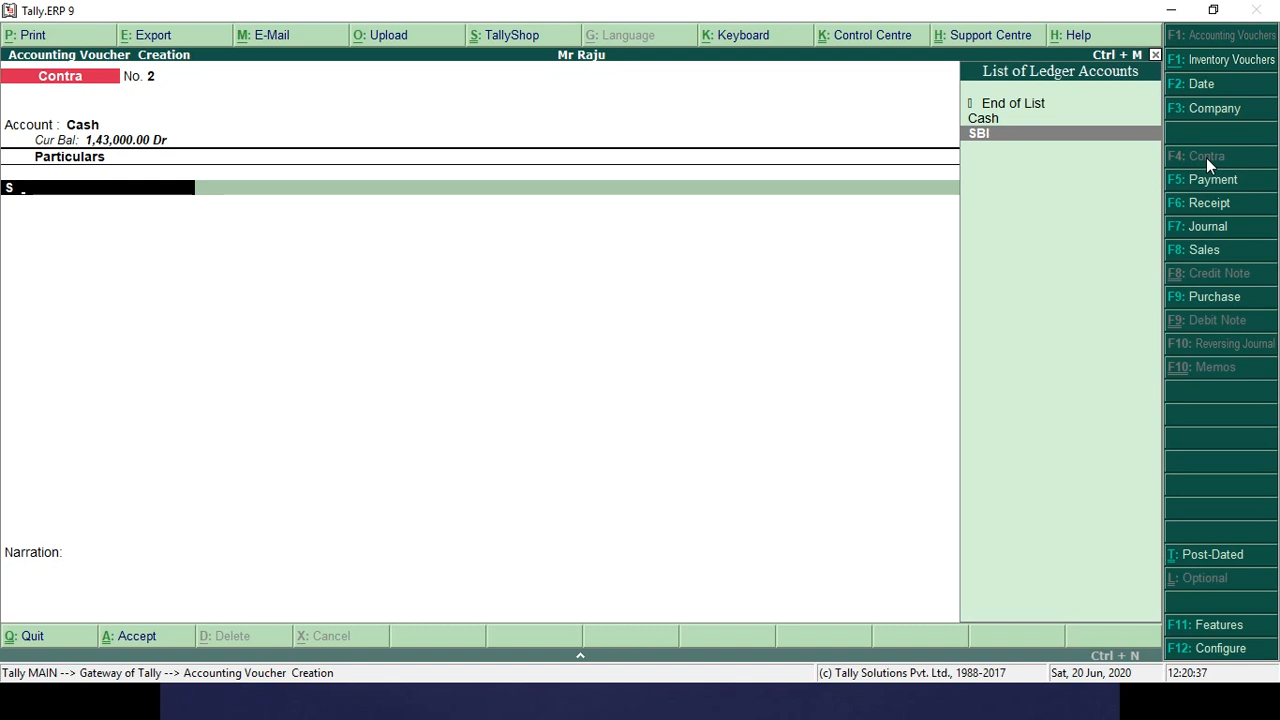 Tally.ERP 9
P: Print
E: Export
M: E-Mail
O: Upload
S: TallyShop
G: Language
K: Keyboard
K: Control Centre
H: Support Centre
H: Help
Accounting Voucher Creation
Mr Raju
Ctrl + M
Contra No. 2
Account : Cash
Cur Bal: 1,43,000.00 Dr
Particulars
S
Narration:
List of Ledger Accounts
End of List
Cash
SBI
F1: Accounting Vouchers
F1: Inventory Vouchers
F2: Date
F3: Company
F4: Contra
F5: Payment
F6: Receipt
F7: Journal
F8: Sales
F8: Credit Note
F9: Purchase
F9: Debit Note
F10: Reversing Journal
F10: Memos
T: Post-Dated
L: Optional
F11: Features
F12: Configure
Q: Quit
A: Accept
D: Delete
X: Cancel
Ctrl + N
Tally MAIN --> Gateway of Tally --> Accounting Voucher Creation
(c) Tally Solutions Pvt. Ltd., 1988-2017
Sat, 20 Jun, 2020
12:20:37